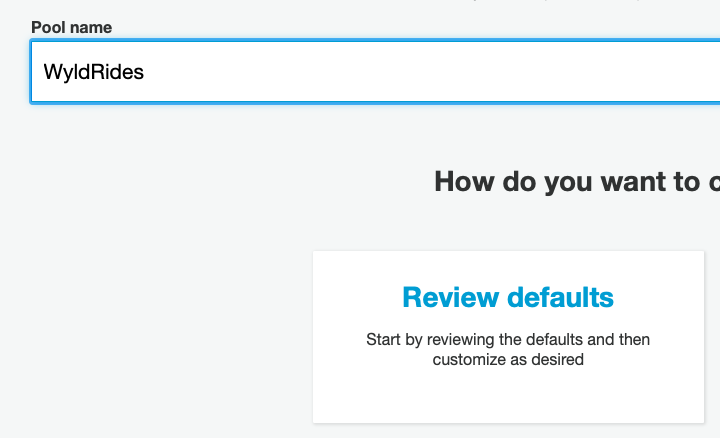 Pool name
WyldRides
How do you want to
Review defaults
Start by reviewing the defaults and then
customize as desired